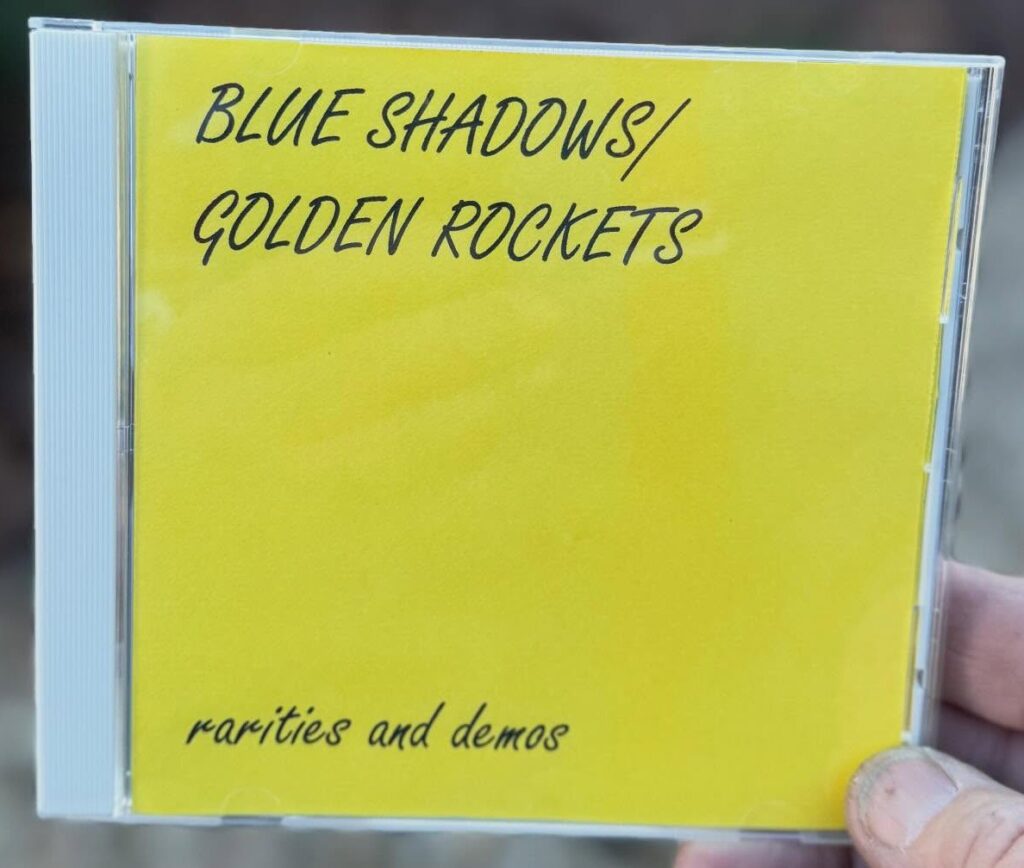 BLUE SHADOWS/
GOLDEN ROCKETS
rarities and demos